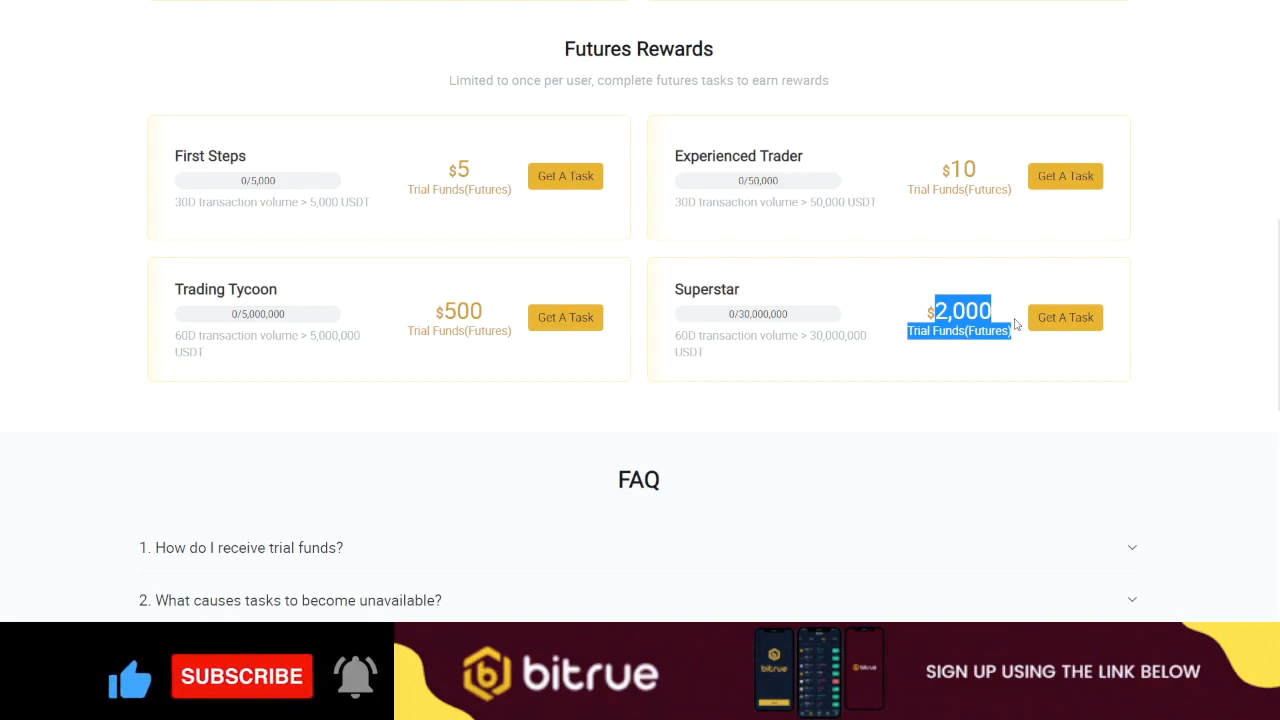 Futures Rewards
Limited to once per user, complete futures tasks to earn rewards
First Steps
0/5,000
30D transaction volume > 5,000 USDT
$5
Trial Funds(Futures)
Get A Task
Experienced Trader
0/50,000
30D transaction volume > 50,000 USDT
$10
Trial Funds(Futures)
Get A Task
Trading Tycoon
0/5,000,000
60D transaction volume > 5,000,000
USDT
$500
Trial Funds(Futures)
Get A Task
Superstar
0/30,000,000
60D transaction volume > 30,000,000
USDT
$2,000
Trial Funds(Futures)
Get A Task
FAQ
1. How do I receive trial funds?
2. What causes tasks to become unavailable?
SUBSCRIBE
bitrue
bitrue
bitrue
SIGN UP USING THE LINK BELOW